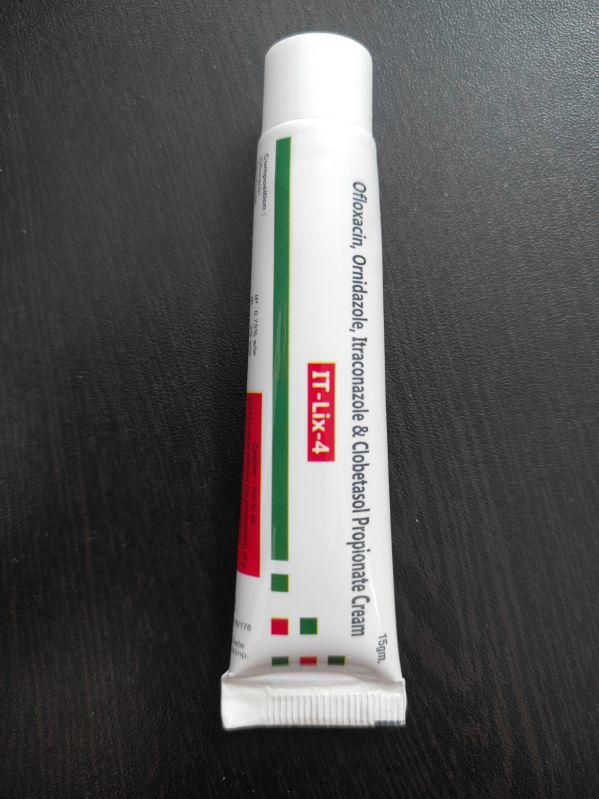 Ofloxacin, Ornidazole, Itraconazole & Clobetasol Propionate Cream
15gm.
IT-Lix-4
Composition :
IP 0.75% w/w
Caution : Not to be